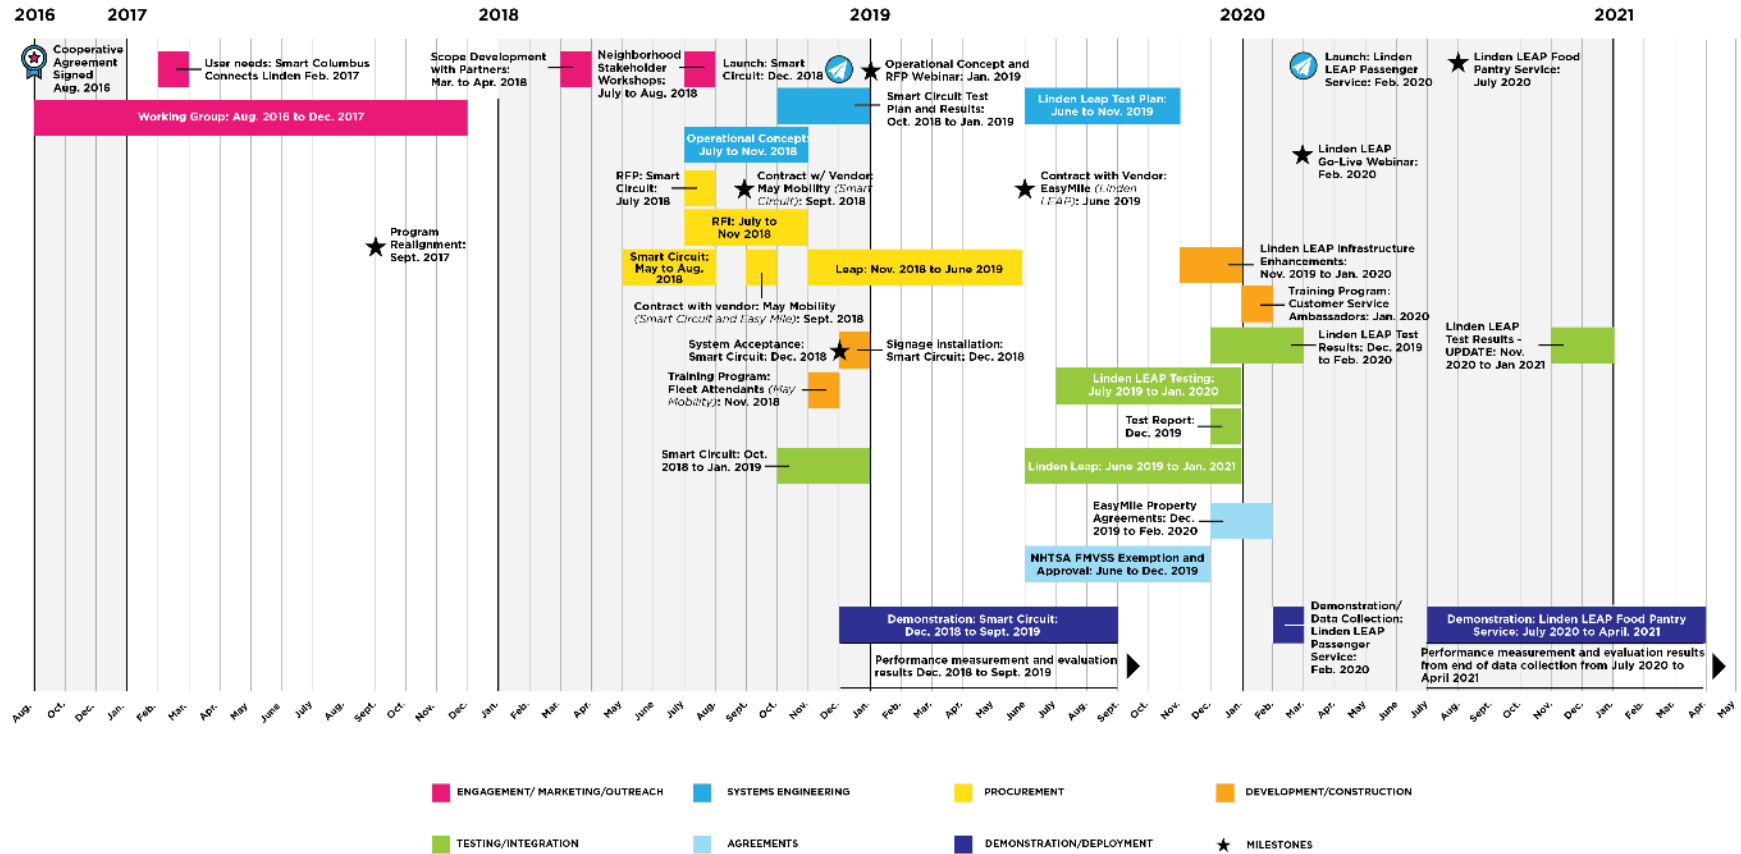 2016
2017
2018
2019
2020
2021
Cooperative
Agreement
Signed
Aug. 2016
User needs: Smart Columbus
Connects Linden Feb. 2017
Scope Development
with Partners:
Mar. to Apr. 2018
Neighborhood
Stakeholder
Workshops:
July to Aug. 2018
Launch: Smart
Circuit: Dec. 2018
Operational Concept and
RFP Webinar: Jan. 2019
Launch: Linden
LEAP Passenger
Service: Feb. 2020
Linden LEAP Food
Pantry Service:
July 2020
Working Group: Aug. 2016 to Dec. 2017
Smart Circuit Test
Plan and Results:
Oct. 2018 to Jan. 2019
Linden Leap Test Plan:
June to Nov. 2019
Operational Concept:
July to Nov. 2018
Linden LEAP
Go-Live Webinar:
Feb. 2020
RFP: Smart
Circuit:
July 2018
Contract w/ Vendor:
May Mobility (Smart
Circuit): Sept. 2018
Contract with Vendor:
EasyMile (Linden
LEAP): June 2019
RFI: July to
Nov 2018
Program
Realignment:
Sept. 2017
Smart Circuit:
May to Aug.
2018
Leap: Nov. 2018 to June 2019
Linden LEAP Infrastructure
Enhancements:
Nov. 2019 to Jan. 2020
Contract with vendor: May Mobility
(Smart Circuit and Easy Mile): Sept. 2018
Training Program:
Customer Service
Ambassadors: Jan. 2020
System Acceptance:
Smart Circuit: Dec. 2018
Signage installation:
Smart Circuit: Dec. 2018
Linden LEAP Test
Results: Dec. 2019
to Feb. 2020
Linden LEAP
Test Results -
UPDATE: Nov.
2020 to Jan 2021
Training Program:
Fleet Attendants (May
Mobility): Nov. 2018
Linden LEAP Testing:
July 2019 to Jan. 2020
Test Report:
Dec. 2019
Smart Circuit: Oct.
2018 to Jan. 2019
Linden Leap: June 2019 to Jan. 2021
EasyMile Property
Agreements: Dec.
2019 to Feb. 2020
NHTSA FMVSS Exemption and
Approval: June to Dec. 2019
Demonstration: Smart Circuit:
Dec. 2018 to Sept. 2019
Demonstration/
Data Collection:
Linden LEAP
Passenger
Service:
Feb. 2020
Demonstration: Linden LEAP Food Pantry
Service: July 2020 to April. 2021
Performance measurement and evaluation
results Dec. 2018 to Sept. 2019
Performance measurement and evaluation results
from end of data collection from July 2020 to
April 2021
Aug. Oct. Dec. Jan. Feb. Mar. Apr. May June July Aug. Sept. Oct. Nov. Dec. Jan. Feb. Mar. Apr. May June July Aug. Sept. Oct. Nov. Dec. Jan. Feb. Mar. Apr. May June July Aug. Sept. Oct. Nov. Dec. Jan. Feb. Mar. Apr. May June July Aug. Sept. Oct. Nov. Dec. Jan. Feb. Mar. Apr. May
ENGAGEMENT/ MARKETING/OUTREACH
SYSTEMS ENGINEERING
PROCUREMENT
DEVELOPMENT/CONSTRUCTION
TESTING/INTEGRATION
AGREEMENTS
DEMONSTRATION/DEPLOYMENT
MILESTONES